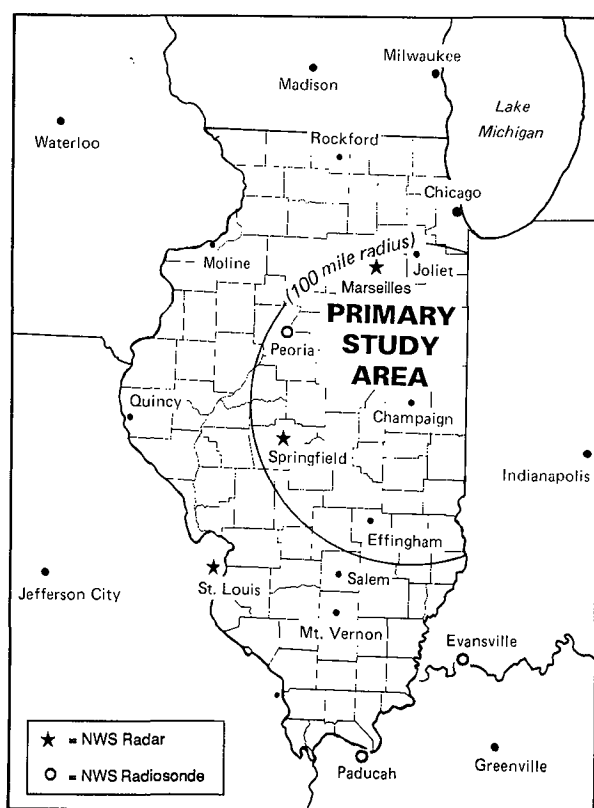 Milwaukee
Madison
Lake
Michigan
Waterloo
Rockford
Chicago
Moline
(100 mile radius)
Joliet
Marseilles
PRIMARY
STUDY
AREA
Peoria
Quincy
Champaign
Springfield
Indianapolis
Effingham
Jefferson City
St. Louis
Salem
Mt. Vernon
Evansville
★ = NWS Radar
O = NWS Radiosonde
Paducah
Greenville